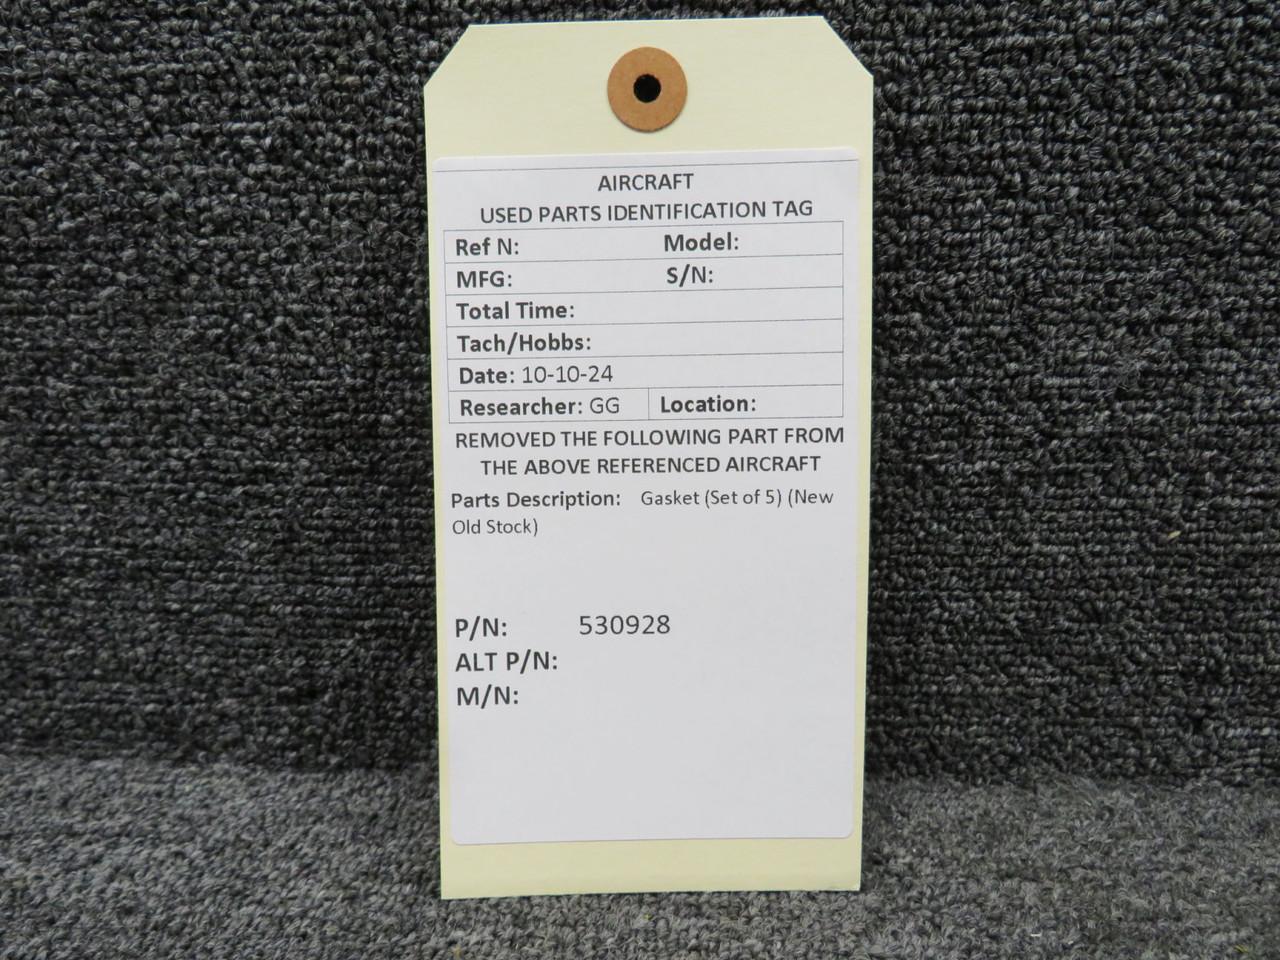 AIRCRAFT
USED PARTS IDENTIFICATION TAG
Ref N: Model:
MFG: S/N:
Total Time:
Tach/Hobbs:
Date: 10-10-24
Researcher: GG Location:
REMOVED THE FOLLOWING PART FROM
THE ABOVE REFERENCED AIRCRAFT
Parts Description: Gasket (Set of 5) (New
Old Stock)
P/N: 530928
ALT P/N:
M/N: